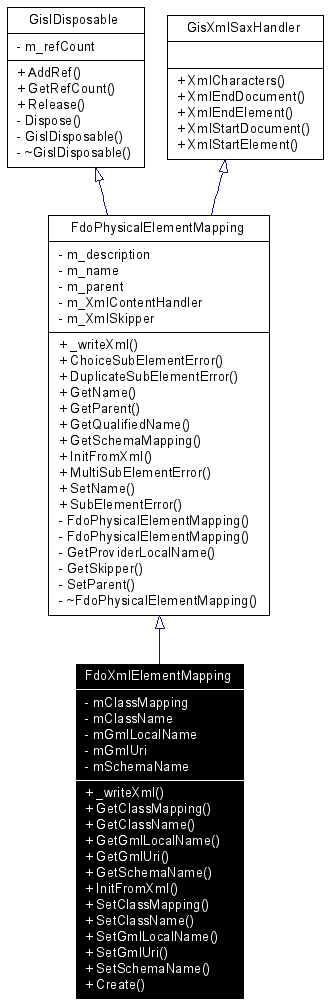 GisIDisposable
- m_refCount
+ AddRef()
+ GetRefCount()
+ Release()
- Dispose()
- GisIDisposable()
- ~GisIDisposable()
GisXmlSaxHandler
+ XmlCharacters()
+ XmlEndDocument()
+ XmlEndElement()
+ XmlStartDocument()
+ XmlStartElement()
FdoPhysicalElementMapping
- m_description
- m_name
- m_parent
- m_XmlContentHandler
- m_XmlSkipper
+ _writeXml()
+ ChoiceSubElementError()
+ DuplicateSubElementError()
+ GetName()
+ GetParent()
+ GetQualifiedName()
+ GetSchemaMapping()
+ InitFromXml()
+ MultiSubElementError()
+ SetName()
+ SubElementError()
- FdoPhysicalElementMapping()
- FdoPhysicalElementMapping()
- GetProviderLocalName()
- GetSkipper()
- SetParent()
- ~FdoPhysicalElementMapping()
FdoXmlElementMapping
- mClassMapping
- mClassName
- mGmlLocalName
- mGmlUri
- mSchemaName
+ _writeXml()
+ GetClassMapping()
+ GetClassName()
+ GetGmlLocalName()
+ GetGmlUri()
+ GetSchemaName()
+ InitFromXml()
+ SetClassMapping()
+ SetClassName()
+ SetGmlLocalName()
+ SetGmlUri()
+ SetSchemaName()
+ Create()